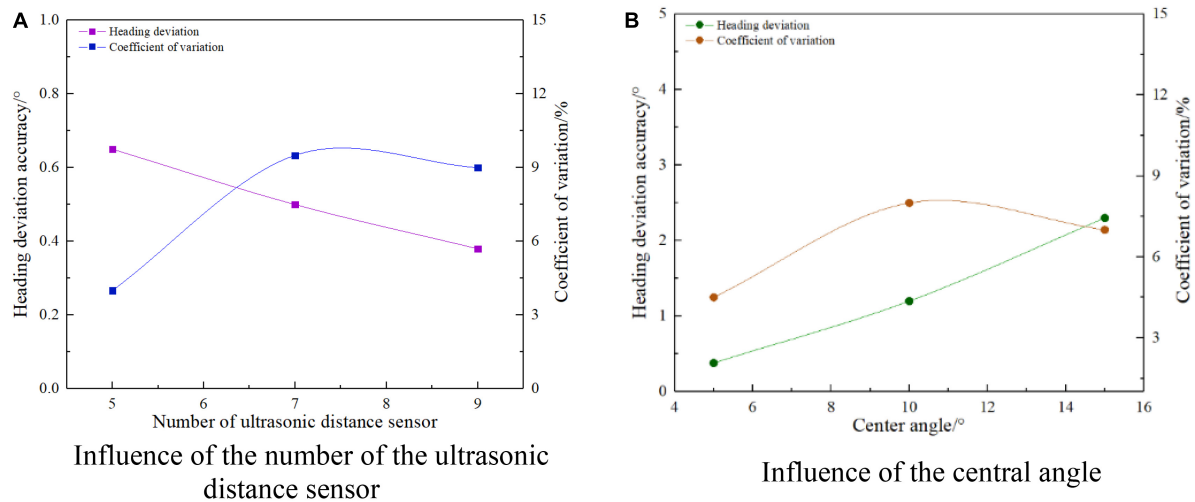 A
Heading deviation
Coefficient of variation
Heading deviation accuracy/°
1.0
0.8
0.6
0.4
0.2
0.0
15
12
9
6
3
0
Coefficient of variation/%
5 6 7 8 9
Number of ultrasonic distance sensor
Influence of the number of the ultrasonic
distance sensor
B
Heading deviation
Coefficient of variation
Heading deviation accuracy/°
5
4
3
2
1
0
15
12
9
6
3
Coefficient of variation/%
4 6 8 10 12 14 16
Center angle/°
Influence of the central angle